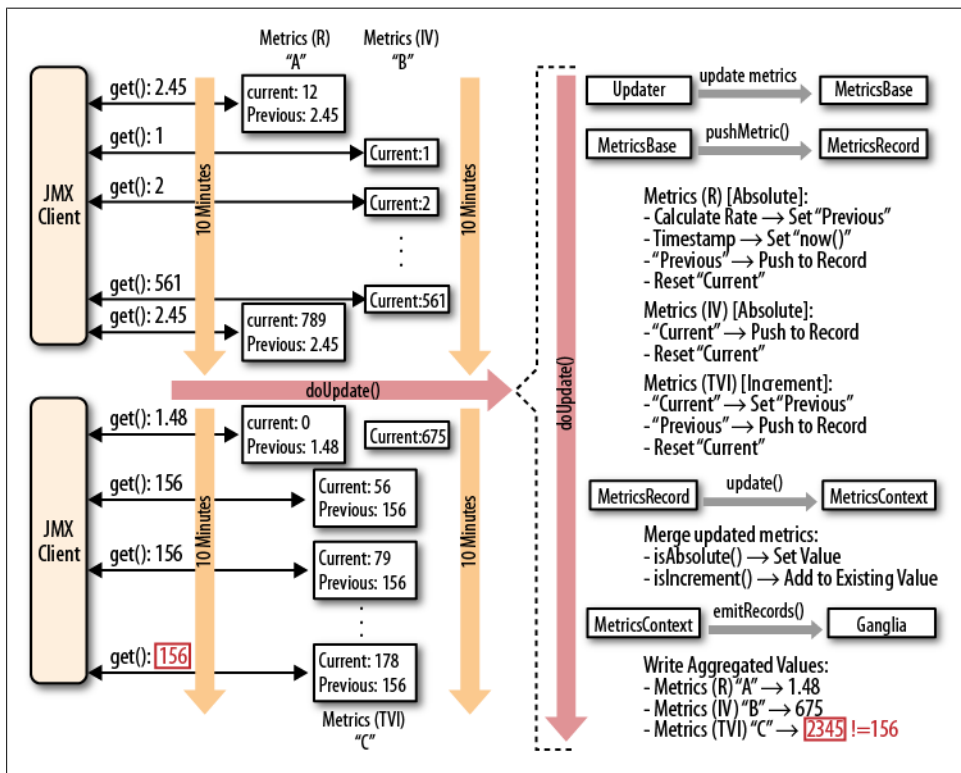 Metrics (R)
"A"
Metrics (IV)
"B"
JMX
Client
get(): 2.45
current: 12
Previous: 2.45
get(): 1
Current:1
get(): 2
Current:2
10 Minutes
10 Minutes
get(): 561
Current:561
get(): 2.45
current: 789
Previous: 2.45
doUpdate()
JMX
Client
get(): 1.48
current: 0
Previous: 1.48
Current:675
get(): 156
Current: 56
Previous: 156
10 Minutes
10 Minutes
get(): 156
Current: 79
Previous: 156
get(): 156
Current: 178
Previous: 156
Metrics (TVI)
"C"
doUpdate()
Updater
update metrics
MetricsBase
MetricsBase
pushMetric()
MetricsRecord
Metrics (R) [Absolute]:
- Calculate Rate → Set "Previous"
- Timestamp → Set "now()"
- "Previous" → Push to Record
- Reset "Current"
Metrics (IV) [Absolute]:
- "Current" → Push to Record
- Reset "Current"
Metrics (TVI) [Increment]:
- "Current" → Set "Previous"
- "Previous" → Push to Record
- Reset "Current"
MetricsRecord
update()
MetricsContext
Merge updated metrics:
- isAbsolute() → Set Value
- isIncrement() → Add to Existing Value
MetricsContext
emitRecords()
Ganglia
Write Aggregated Values:
- Metrics (R) "A" → 1.48
- Metrics (IV) "B" → 675
- Metrics (TVI) "C" → 2345 !=156